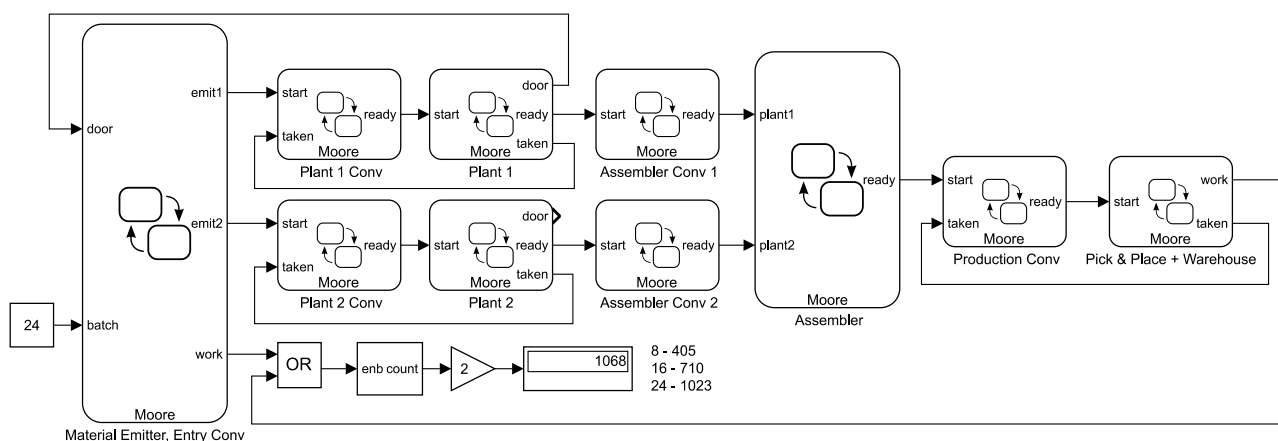 door
batch
emit1
emit2
work
Moore
Material Emitter, Entry Conv
24
start
taken
ready
Moore
Plant 1 Conv
start
door
ready
taken
Moore
Plant 1
start
ready
Moore
Assembler Conv 1
start
taken
ready
Moore
Plant 2 Conv
start
door
ready
taken
Moore
Plant 2
start
ready
Moore
Assembler Conv 2
plant1
plant2
ready
Moore
Assembler
start
taken
ready
Moore
Production Conv
start
work
taken
Moore
Pick & Place + Warehouse
OR
enb count
2
1068
8 - 405
16 - 710
24 - 1023